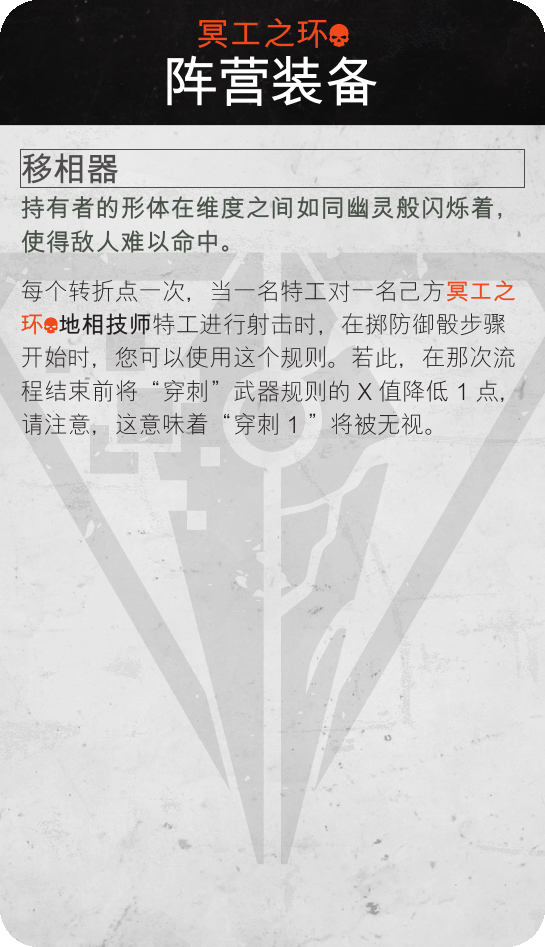 冥工之环
阵营装备
移相器
持有者的形体在维度之间如同幽灵般闪烁着，
使得敌人难以命中。
每个转折点一次，当一名特工对一名己方冥工之
环地相技师特工进行射击时，在掷防御骰步骤
开始时，您可以使用这个规则。若此，在那次流
程结束前将“穿刺”武器规则的 X 值降低 1 点，
请注意，这意味着“穿刺 1 ”将被无视。